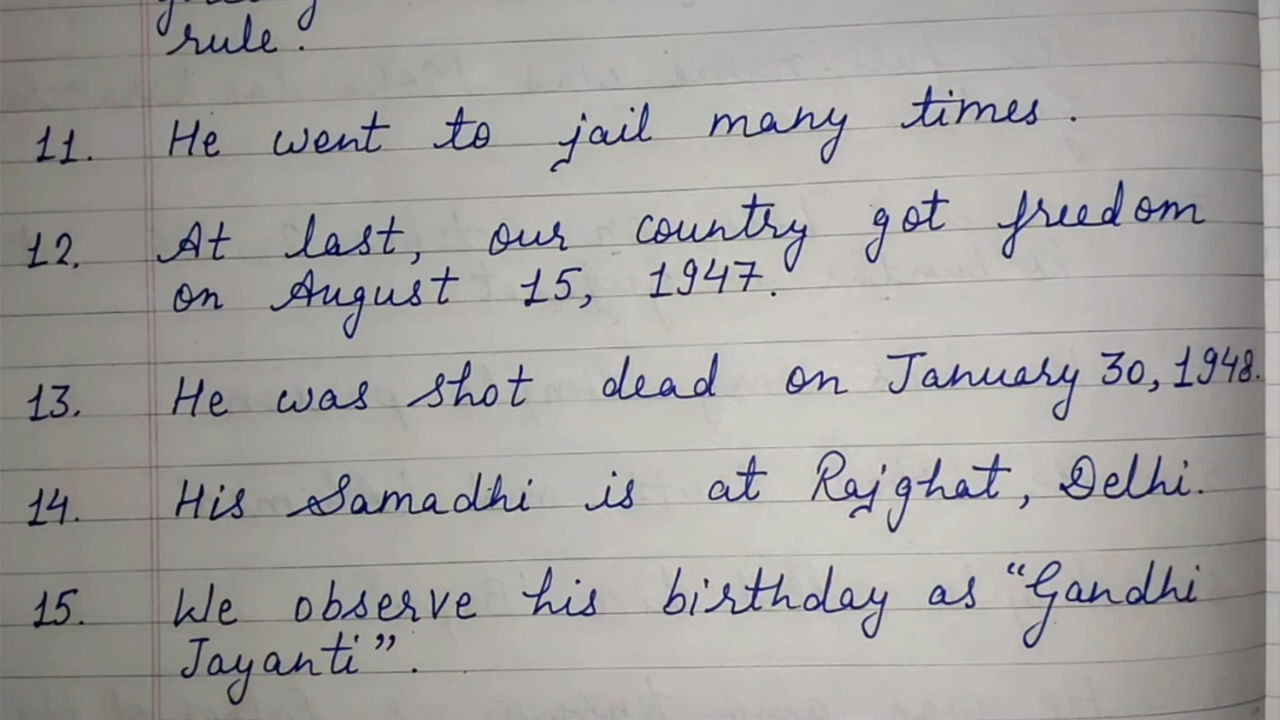 rule.
11. He went to jail many times.
12. At last, our country got freedom
on August 15, 1947.
13. He was shot dead on January 30, 1948.
14. His Samadhi is at Rajghat, Delhi.
15. We observe his birthday as “Gandhi
Jayanti”.